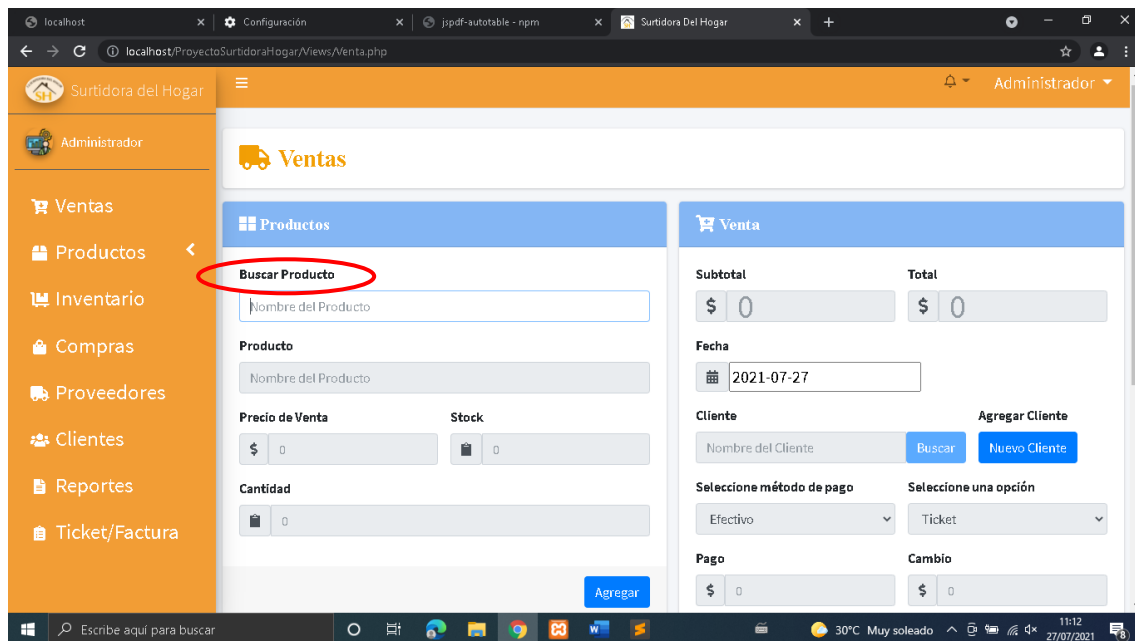 localhost
Configuración
jspdf-autotable - npm
Surtidora Del Hogar
localhost/ProyectoSurtidoraHogar/Views/Venta.php
SH
Surtidora del Hogar
Administrador
Administrador
Ventas
Productos
Inventario
Compras
Proveedores
Clientes
Reportes
Ticket/Factura
Ventas
Productos
Buscar Producto
Nombre del Producto
Producto
Nombre del Producto
Precio de Venta Stock
$ 0 0
Cantidad
0
Agregar
Venta
Subtotal Total
$ 0 $ 0
Fecha
2021-07-27
Cliente Agregar Cliente
Nombre del Cliente Buscar Nuevo Cliente
Seleccione método de pago Seleccione una opción
Efectivo Ticket
Pago Cambio
$ 0 $ 0
Escribe aquí para buscar
30°C Muy soleado
11:12
27/07/2021
8